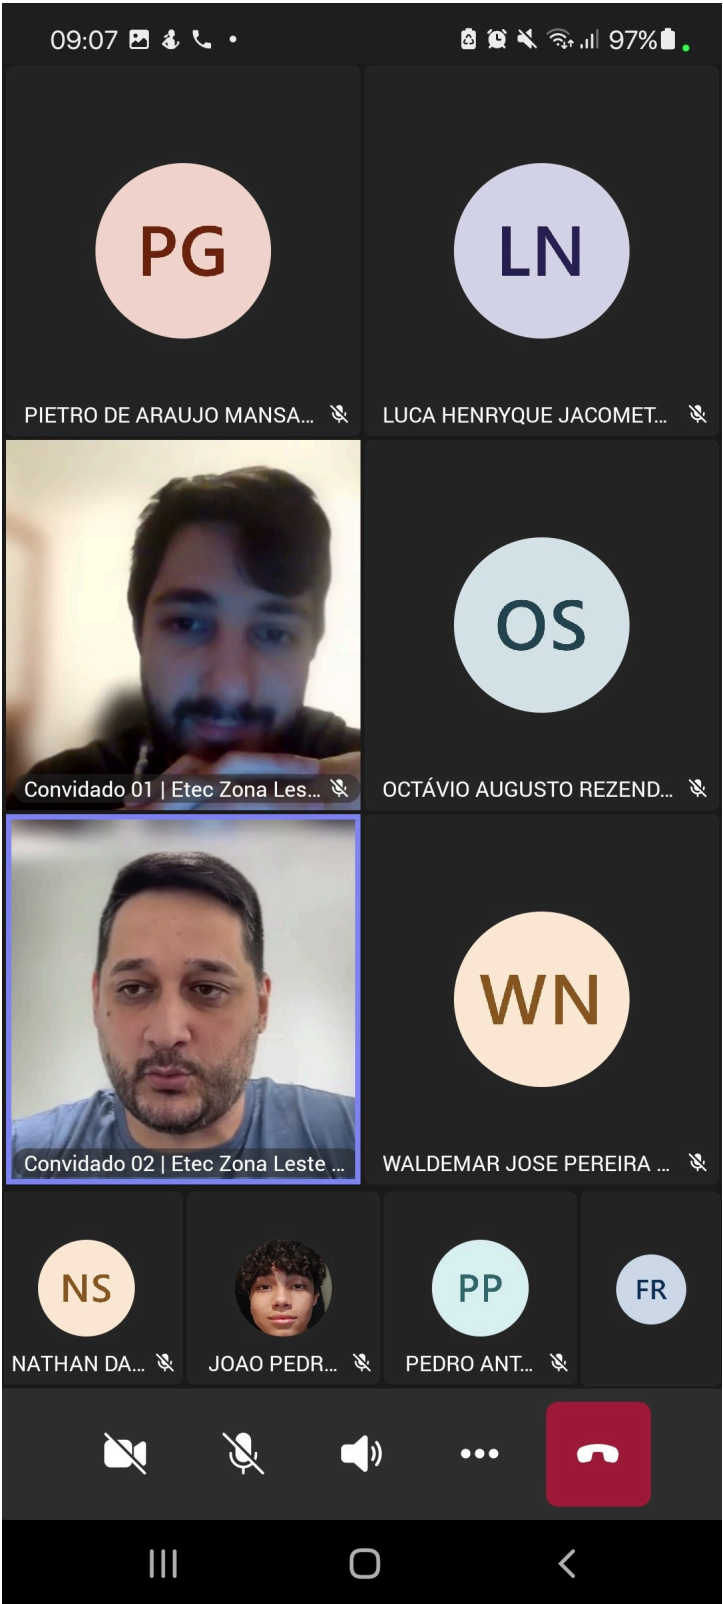 09:07
97%
PG
LN
PIETRO DE ARAUJO MANSA...
LUCA HENRYQUE JACOMET...
OS
Convidado 01 | Etec Zona Les...
OCTÁVIO AUGUSTO REZEND...
WN
Convidado 02 | Etec Zona Leste ...
WALDEMAR JOSE PEREIRA ...
NS
PP
FR
NATHAN DA...
JOAO PEDR...
PEDRO ANT...